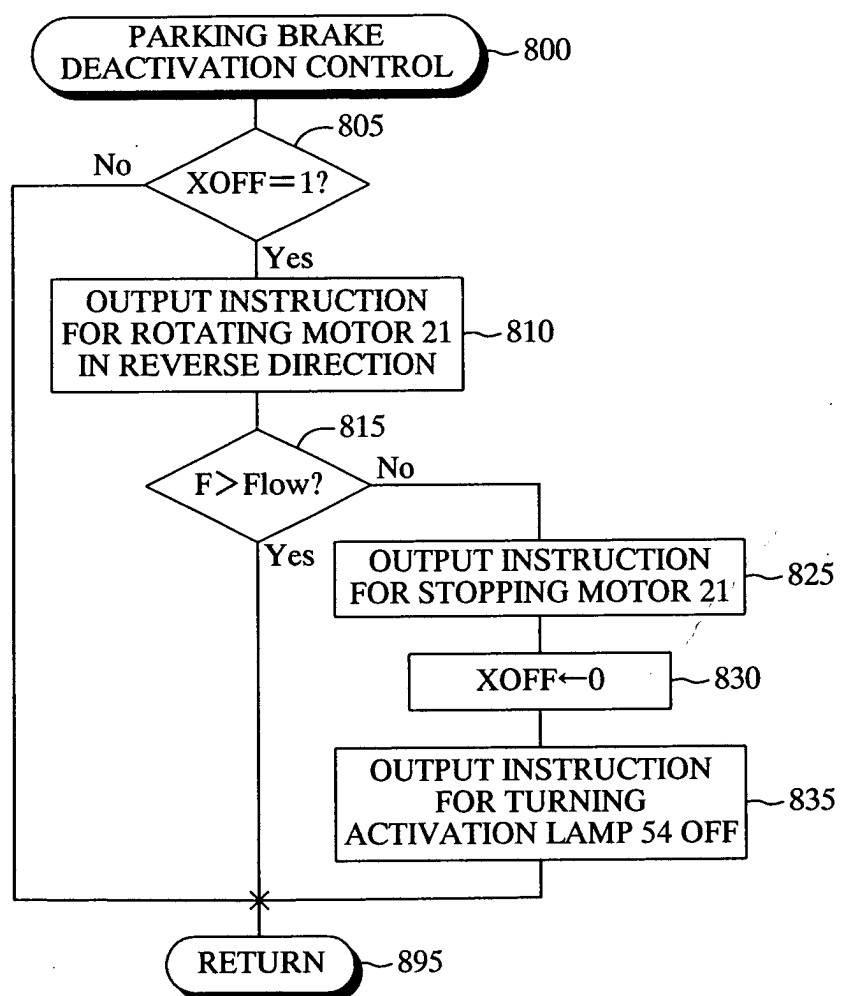 PARKING BRAKE
DEACTIVATION CONTROL
800
805
No
XOFF=1?
Yes
OUTPUT INSTRUCTION
FOR ROTATING MOTOR 21
IN REVERSE DIRECTION
810
815
F>Flow?
No
Yes
OUTPUT INSTRUCTION
FOR STOPPING MOTOR 21
825
XOFF←0
830
OUTPUT INSTRUCTION
FOR TURNING
ACTIVATION LAMP 54 OFF
835
RETURN
895